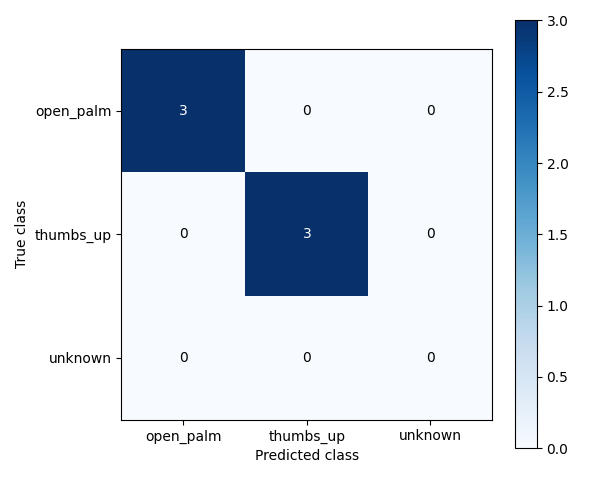 open_palm 3 0 0
thumbs_up 0 3 0
unknown 0 0 0
open_palm thumbs_up unknown
Predicted class
True class
3.0
2.5
2.0
1.5
1.0
0.5
0.0